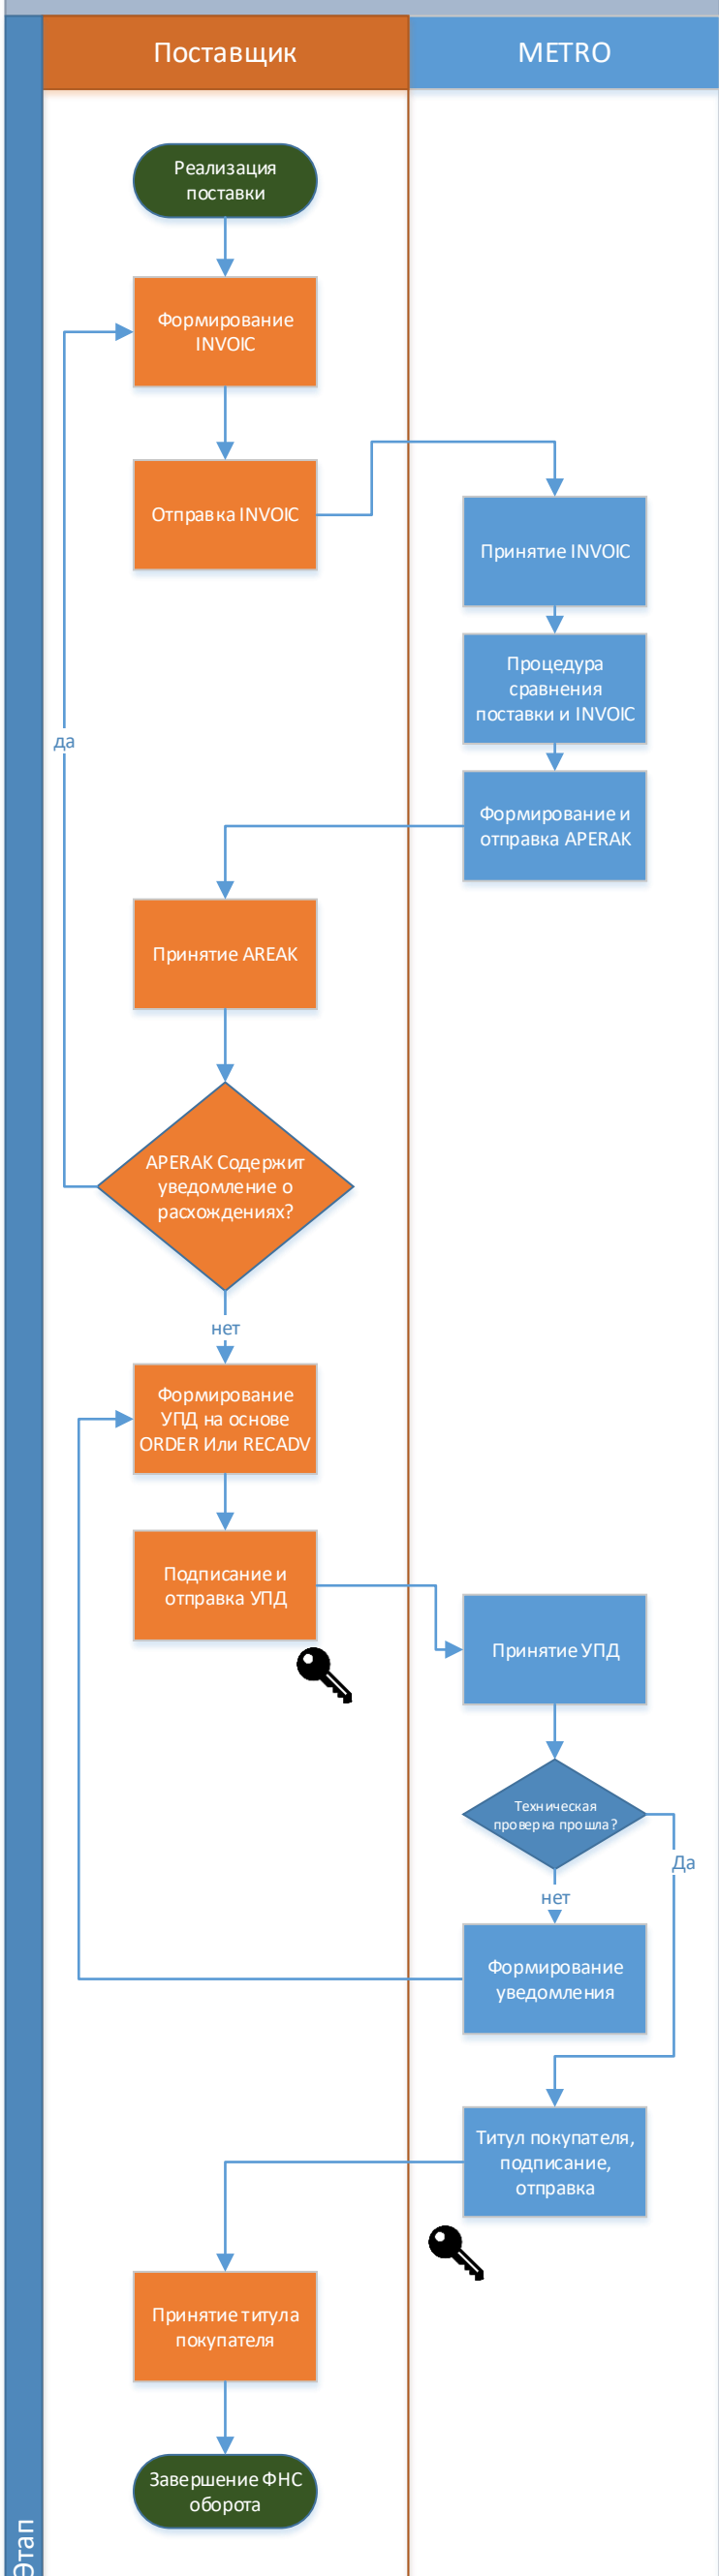 Поставщик
METRO
Реализация
поставки
Формирование
INVOIC
Отправка INVOIC
Принятие INVOIC
Процедура
сравнения
поставки и INVOIC
да
Формирование и
отправка APERAK
Принятие AREAK
APERAK Содержит
уведомление о
расхождениях?
нет
Формирование
УПД на основе
ORDER Или RECADV
Подписание и
отправка УПД
Принятие УПД
Техническая
проверка прошла?
Да
нет
Формирование
уведомления
Титул покупателя,
подписание,
отправка
Принятие титула
покупателя
Завершение ФНС
оборота
Этап